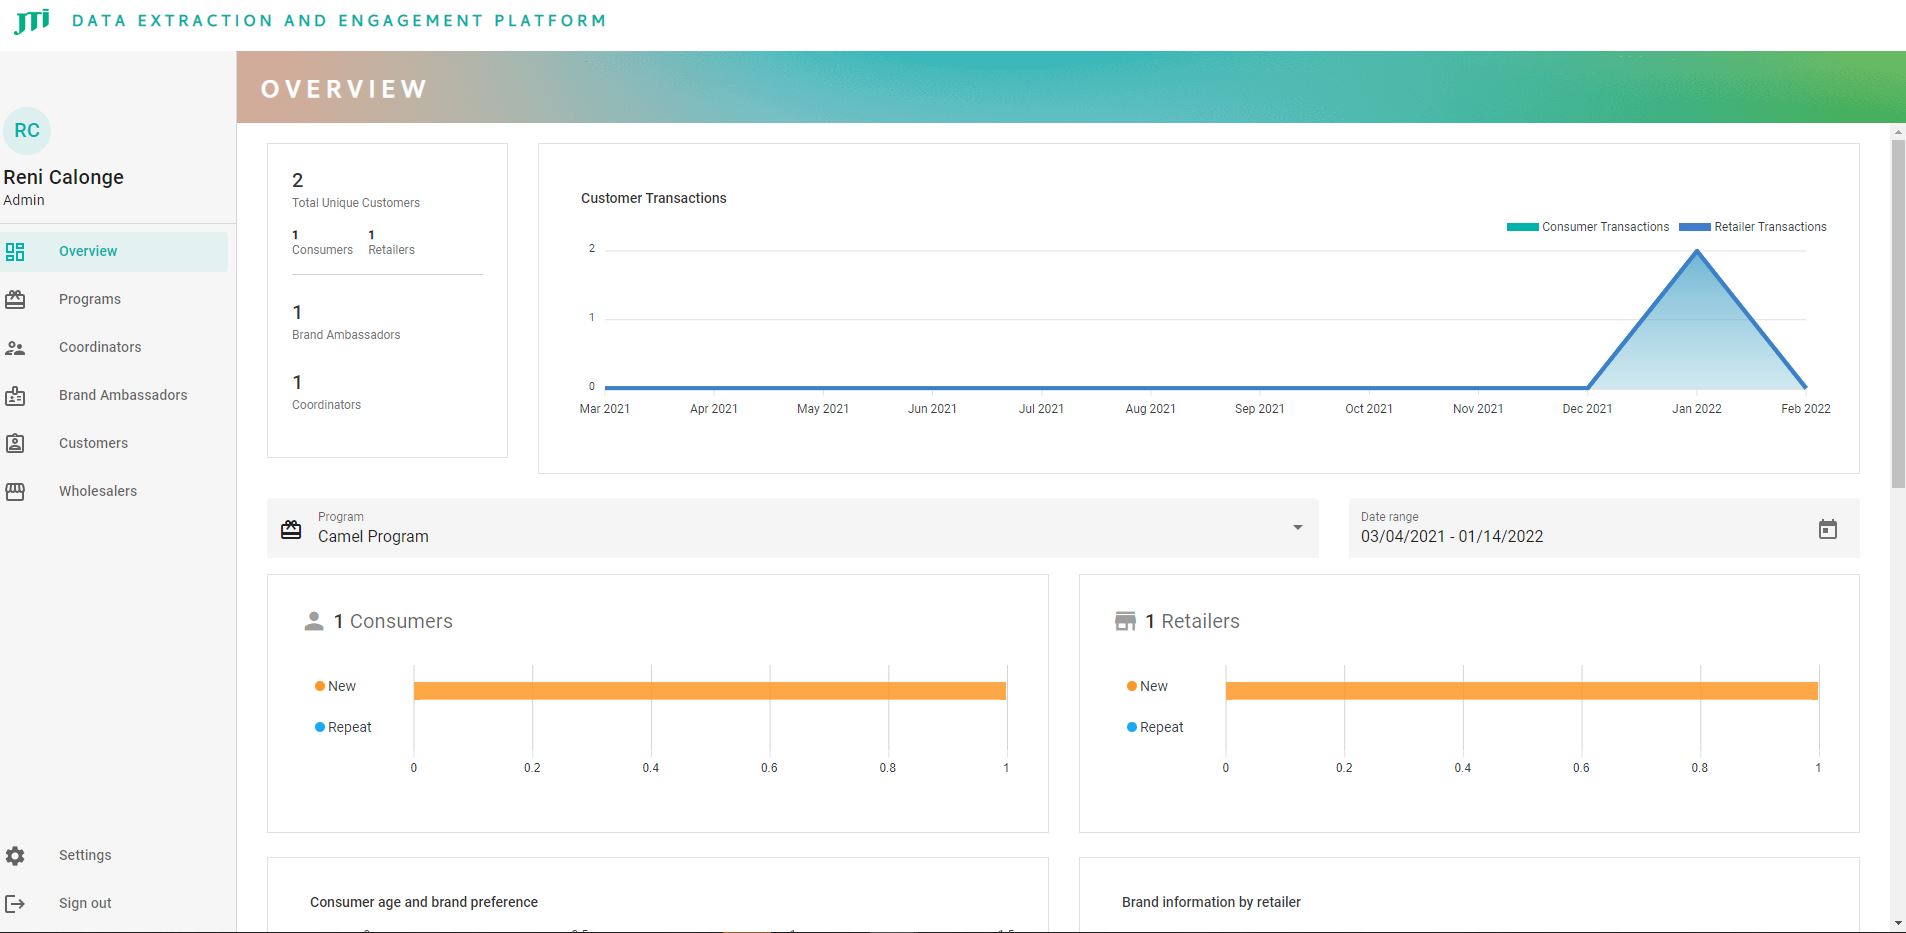 JTI DATA EXTRACTION AND ENGAGEMENT PLATFORM
OVERVIEW
RC
Reni Calonge
Admin
Overview
Programs
Coordinators
Brand Ambassadors
Customers
Wholesalers
Settings
Sign out
2
Total Unique Customers
1 1
Consumers Retailers
1
Brand Ambassadors
1
Coordinators
Customer Transactions
Consumer Transactions Retailer Transactions
2
1
0
Mar 2021 Apr 2021 May 2021 Jun 2021 Jul 2021 Aug 2021 Sep 2021 Oct 2021 Nov 2021 Dec 2021 Jan 2022 Feb 2022
Program
Camel Program
Date range
03/04/2021 - 01/14/2022
1 Consumers
New
Repeat
0 0.2 0.4 0.6 0.8 1
1 Retailers
New
Repeat
0 0.2 0.4 0.6 0.8 1
Consumer age and brand preference
Brand information by retailer